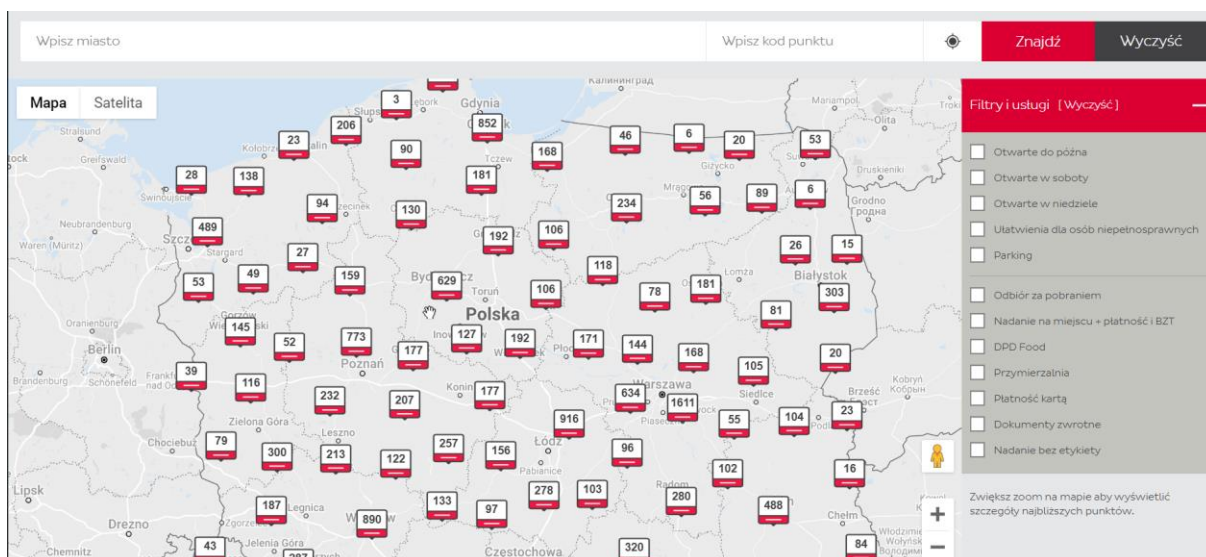 Wpisz miasto
Wpisz kod punktu
Znajdź
Wyczyść
Mapa
Satelita
Filtry i usługi [Wyczyść]
Otwarte do późna
Otwarte w soboty
Otwarte w niedziele
Ułatwienia dla osób niepełnosprawnych
Parking
Odbiór za pobraniem
Nadanie na miejscu + płatność i BZT
DPD Food
Przymierzalnia
Płatność kartą
Dokumenty zwrotne
Nadanie bez etykiety
Zwiększ zoom na mapie aby wyświetlić
szczegóły najbliższych punktów.
Калининград
Mariampol
Olita
Stralsund
Greifswald
3
Gdynia
852
206
23
90
168
46
6
20
53
Tczew
Giżycko
Druskieniki
28
138
181
Świnoujście
94
130
234
56
89
6
Grodno
Гродна
Neubrandenburg
Waren (Müritz)
489
Stargard
192
106
26
15
27
118
Łomża
Białystok
53
49
159
629
Toruń
106
78
181
303
81
Polska
Oranienburg
Gorzów
145
52
773
177
127
192
171
144
168
20
Berlin
Poznań
105
39
Brandenburg
Schönefeld
116
232
207
Konin
177
634
Warszawa
1611
Siedlce
Brześć
Kobryń
Кобрын
Zielona Góra
Leszno
916
55
104
23
Chociebuż
79
300
213
122
257
156
Łódź
Pabianice
96
102
16
Lipsk
Radom
187
Legnica
890
133
97
278
103
280
488
Chełm
Drezno
Chemnitz
43
Jelenia Góra
Częstochowa
320
84